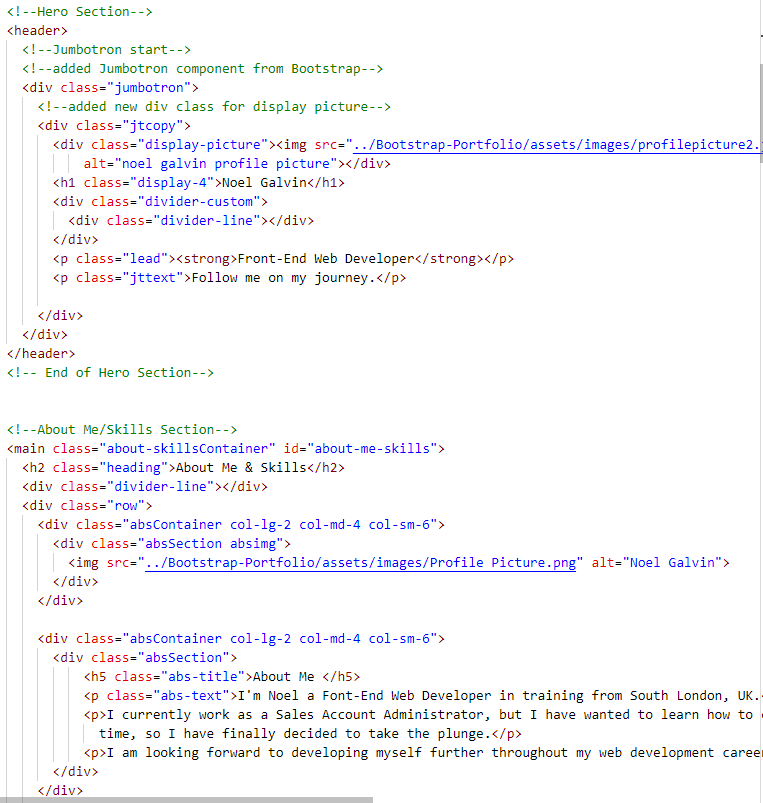 <!--Hero Section-->
<header>
<!--Jumbotron start-->
<!--added Jumbotron component from Bootstrap-->
<div class="jumbotron">
<!--added new div class for display picture-->
<div class="jtcopy">
<div class="display-picture"><img src="../Bootstrap-Portfolio/assets/images/profilepicture2.
alt="noel galvin profile picture"></div>
<h1 class="display-4">Noel Galvin</h1>
<div class="divider-custom">
<div class="divider-line"></div>
</div>
<p class="lead"><strong>Front-End Web Developer</strong></p>
<p class="jttext">Follow me on my journey.</p>
</div>
</div>
</header>
<!-- End of Hero Section-->
<!--About Me/Skills Section-->
<main class="about-skillsContainer" id="about-me-skills">
<h2 class="heading">About Me & Skills</h2>
<div class="divider-line"></div>
<div class="row">
<div class="absContainer col-lg-2 col-md-4 col-sm-6">
<div class="absSection absimg">
<img src="../Bootstrap-Portfolio/assets/images/Profile Picture.png" alt="Noel Galvin">
</div>
</div>
<div class="absContainer col-lg-2 col-md-4 col-sm-6">
<div class="absSection">
<h5 class="abs-title">About Me </h5>
<p class="abs-text">I'm Noel a Font-End Web Developer in training from South London, UK.
<p>I currently work as a Sales Account Administrator, but I have wanted to learn how to
time, so I have finally decided to take the plunge.</p>
<p>I am looking forward to developing myself further throughout my web development career
</div>
</div>